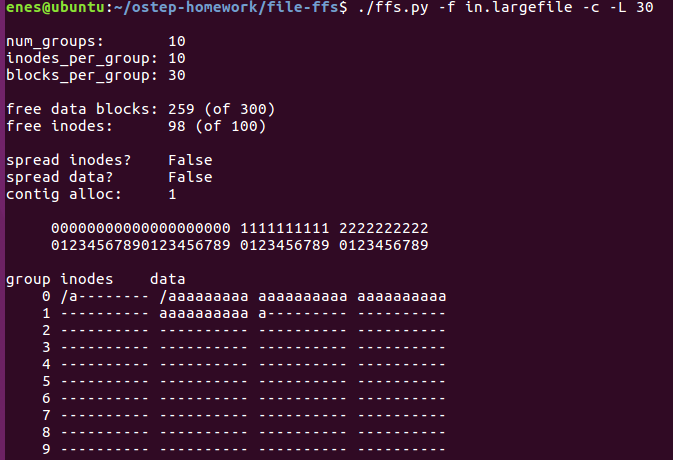 enes@ubuntu:~/ostep-homework/file-ffs$ ./ffs.py -f in.largefile -c -L 30

num_groups:       10
inodes_per_group: 10
blocks_per_group: 30

free data blocks: 259 (of 300)
free inodes:      98 (of 100)

spread inodes?    False
spread data?      False
contig alloc:     1

     00000000000000000000 1111111111 2222222222
     01234567890123456789 0123456789 0123456789

group inodes    data
    0 /a-------- /aaaaaaaaa aaaaaaaaaa aaaaaaaaaa
    1 ---------- aaaaaaaaaa a--------- ----------
    2 ---------- ---------- ---------- ----------
    3 ---------- ---------- ---------- ----------
    4 ---------- ---------- ---------- ----------
    5 ---------- ---------- ---------- ----------
    6 ---------- ---------- ---------- ----------
    7 ---------- ---------- ---------- ----------
    8 ---------- ---------- ---------- ----------
    9 ---------- ---------- ---------- ----------